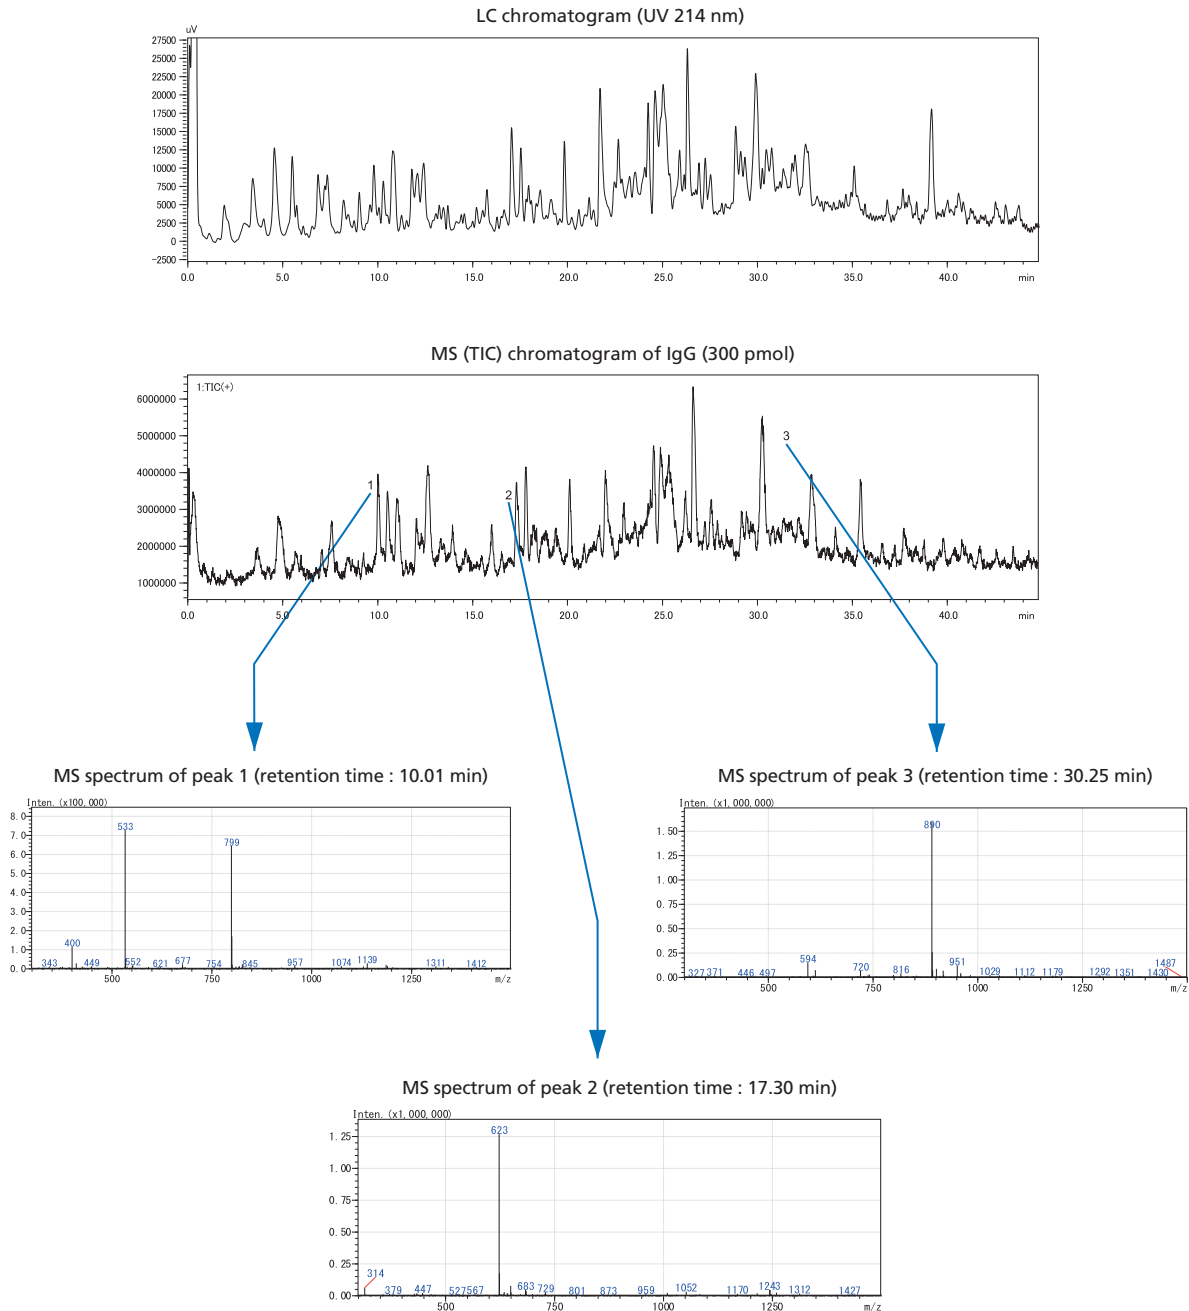 LC chromatogram (UV 214 nm)
uV
27500
25000
22500
20000
17500
15000
12500
10000
7500
5000
2500
0
-2500
0.0 5.0 10.0 15.0 20.0 25.0 30.0 35.0 40.0 min
MS (TIC) chromatogram of IgG (300 pmol)
1:TIC(+)
6000000
5000000
4000000
3000000
2000000
1000000
1
2
3
0.0 5.0 10.0 15.0 20.0 25.0 30.0 35.0 40.0 min
MS spectrum of peak 1 (retention time : 10.01 min)
Inten. (x100,000)
8.0
7.0
6.0
5.0
4.0
3.0
2.0
1.0
0.0
533
799
400
343 449 552 621 677 754 845 957 1074 1139 1311 1412
500 750 1000 1250 m/z
MS spectrum of peak 3 (retention time : 30.25 min)
Inten. (x1,000,000)
1.50
1.25
1.00
0.75
0.50
0.25
0.00
890
594
951
1487
327 371 446 497 720 816 1029 1112 1179 1292 1351 1430
500 750 1000 1250 m/z
MS spectrum of peak 2 (retention time : 17.30 min)
Inten. (x1,000,000)
1.25
1.00
0.75
0.50
0.25
0.00
623
314
379 447 527 567 683 729 801 873 959 1052 1170 1243 1312 1427
500 750 1000 1250 m/z